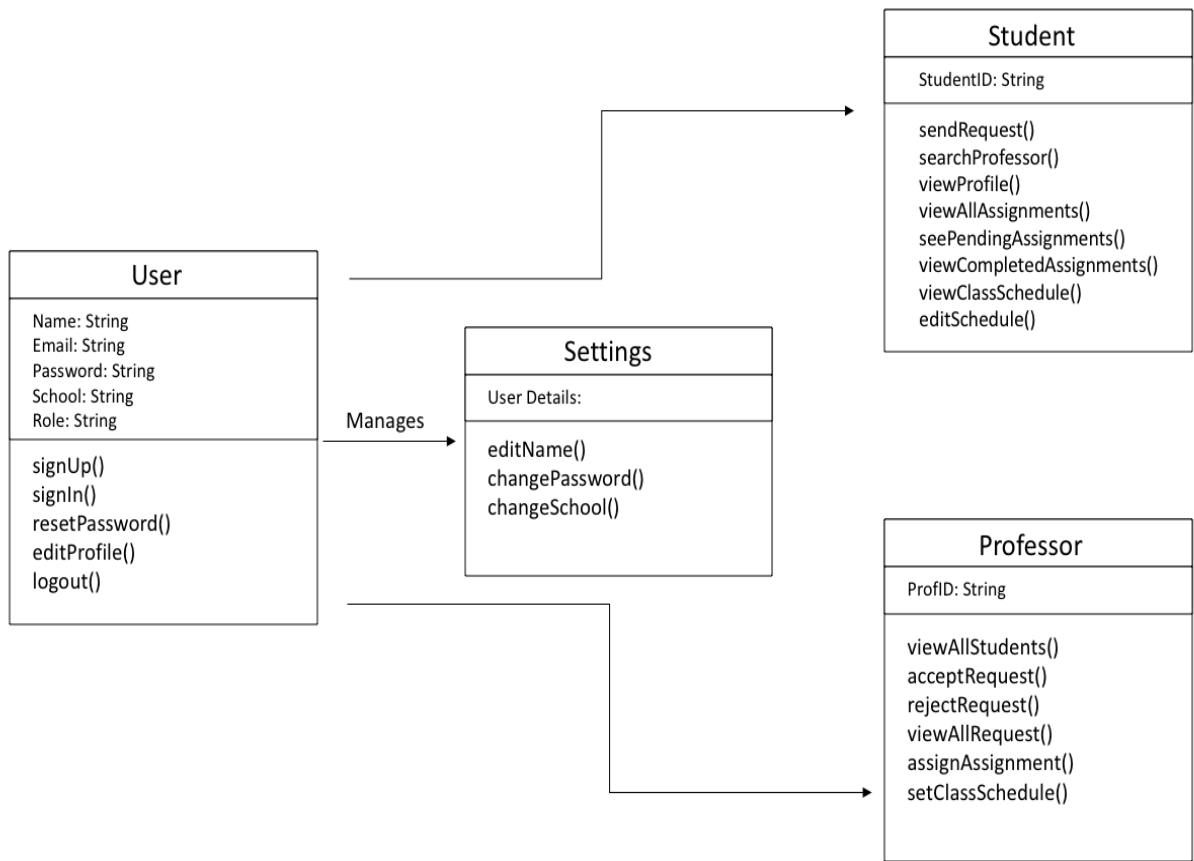 User
Name: String
Email: String
Password: String
School: String
Role: String
signUp()
signIn()
resetPassword()
editProfile()
logout()
Manages
Settings
User Details:
editName()
changePassword()
changeSchool()
Student
StudentID: String
sendRequest()
searchProfessor()
viewProfile()
viewAllAssignments()
seePendingAssignments()
viewCompletedAssignments()
viewClassSchedule()
editSchedule()
Professor
ProfID: String
viewAllStudents()
acceptRequest()
rejectRequest()
viewAllRequest()
assignAssignment()
setClassSchedule()